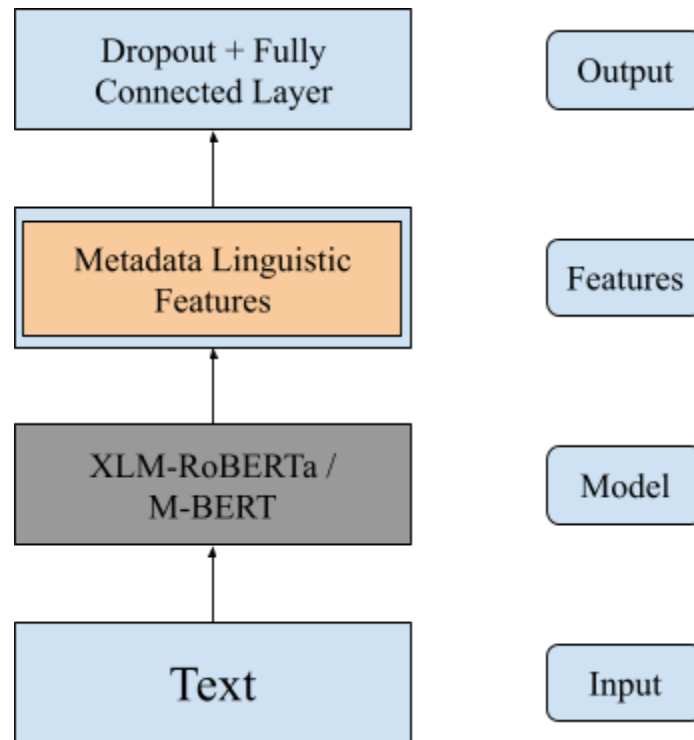 Dropout + Fully
Connected Layer
Output
Metadata Linguistic
Features
Features
XLM-RoBERTa /
M-BERT
Model
Text
Input